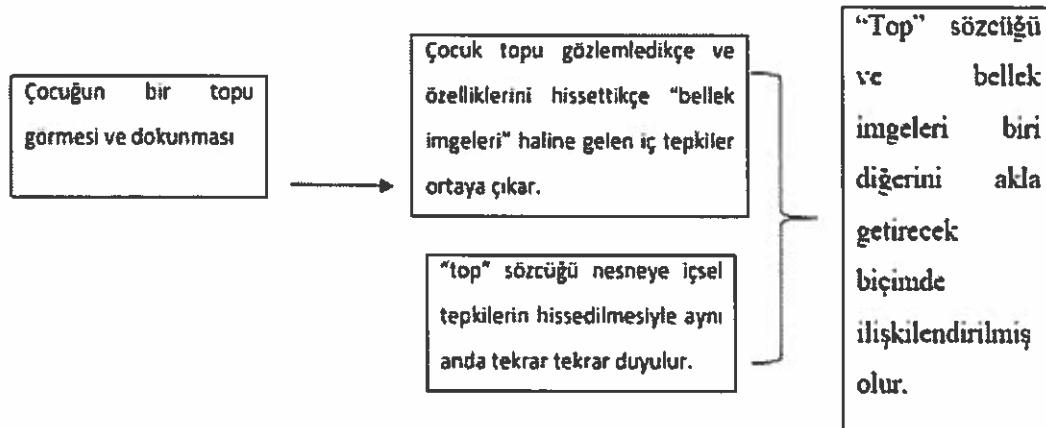 Çocuğun bir topu
görmesi ve dokunması
Çocuk topu gözlemledikçe ve
özelliklerini hissettikçe "bellek
imgeleri" haline gelen iç tepkiler
ortaya çıkar.
"top" sözcüğü nesneye içsel
tepkilerin hissedilmesiyle aynı
anda tekrar tekrar duyulur.
"Top" sözcüğü
ve bellek
imgeleri biri
diğerini akla
getirecek
biçimde
ilişkilendirilmiş
olur.